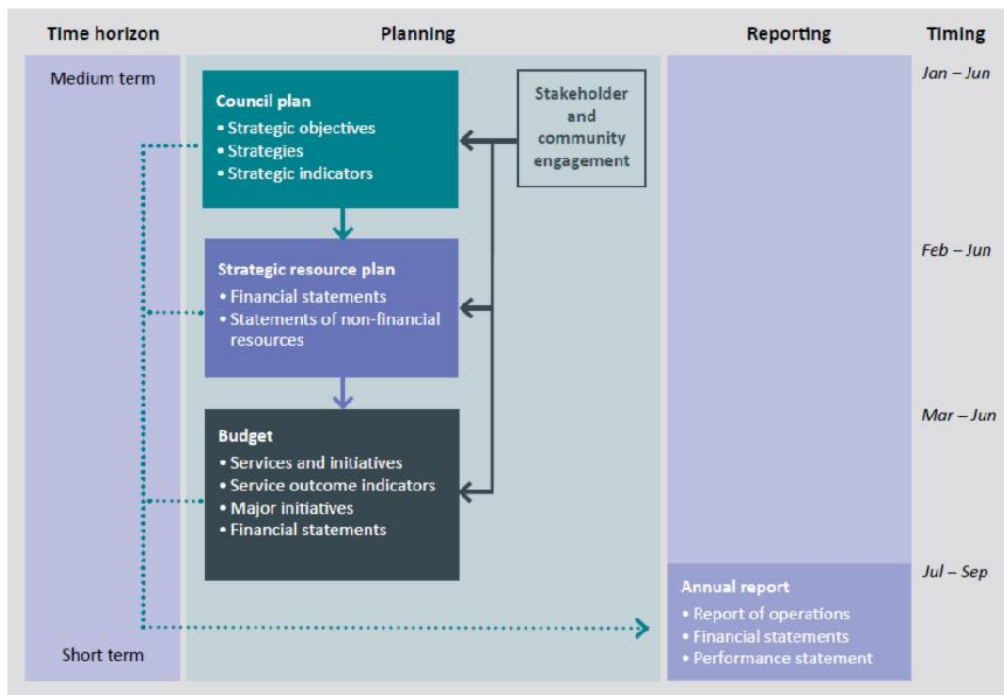 Time horizon
Planning
Reporting
Timing
Medium term
Jan – Jun
Council plan
• Strategic objectives
• Strategies
• Strategic indicators
Stakeholder
and
community
engagement
Feb – Jun
Strategic resource plan
• Financial statements
• Statements of non-financial
resources
Mar – Jun
Budget
• Services and initiatives
• Service outcome indicators
• Major initiatives
• Financial statements
Jul – Sep
Annual report
• Report of operations
• Financial statements
• Performance statement
Short term